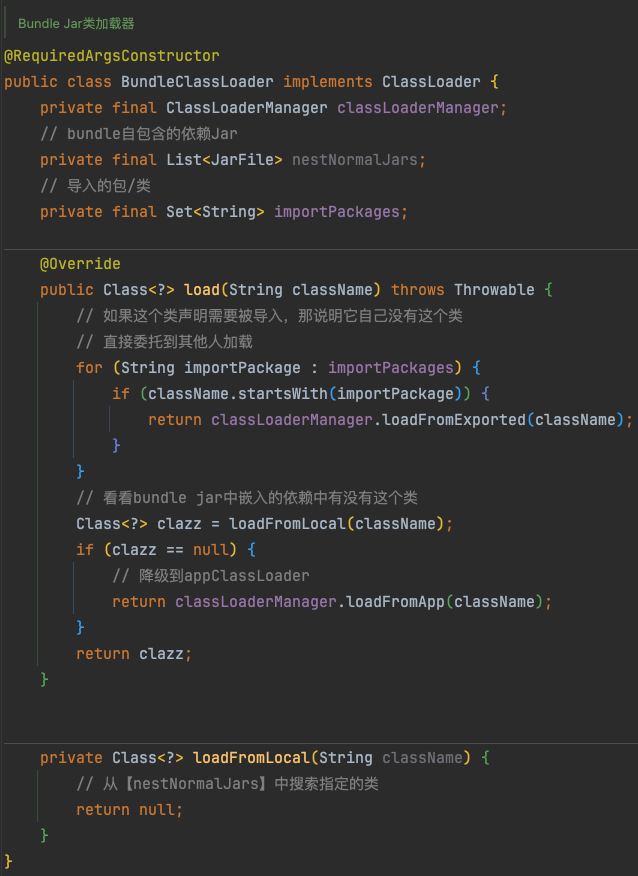 Bundle Jar类加载器
@RequiredArgsConstructor
public class BundleClassLoader implements ClassLoader {
    private final ClassLoaderManager classLoaderManager;
    // bundle自包含的依赖Jar
    private final List<JarFile> nestNormalJars;
    // 导入的包/类
    private final Set<String> importPackages;
    @Override
    public Class<?> load(String className) throws Throwable {
        // 如果这个类声明需要被导入，那说明它自己没有这个类
        // 直接委托到其他人加载
        for (String importPackage : importPackages) {
            if (className.startsWith(importPackage)) {
                return classLoaderManager.loadFromExported(className);
            }
        }
        // 看看bundle jar中嵌入的依赖中有没有这个类
        Class<?> clazz = loadFromLocal(className);
        if (clazz == null) {
            // 降级到appClassLoader
            return classLoaderManager.loadFromApp(className);
        }
        return clazz;
    }
    private Class<?> loadFromLocal(String className) {
        // 从【nestNormalJars】中搜索指定的类
        return null;
    }
}